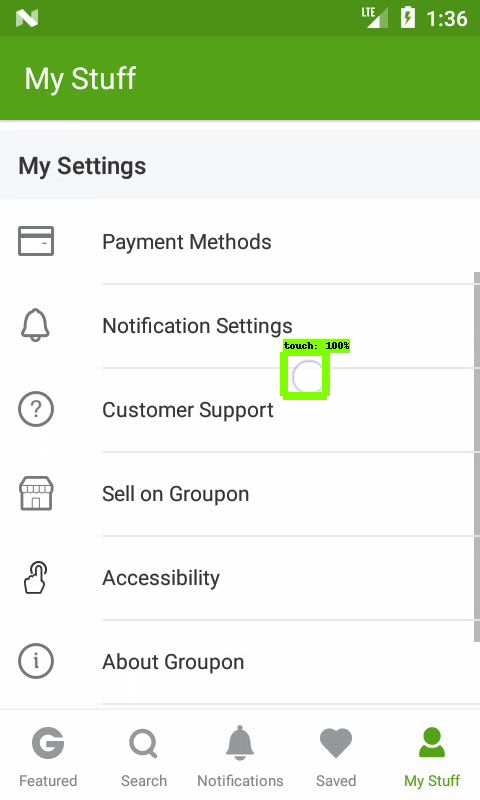 LTE 1:36
My Stuff
My Settings
Payment Methods
Notification Settings
touch: 100%
Customer Support
Sell on Groupon
Accessibility
About Groupon
Featured Search Notifications Saved My Stuff